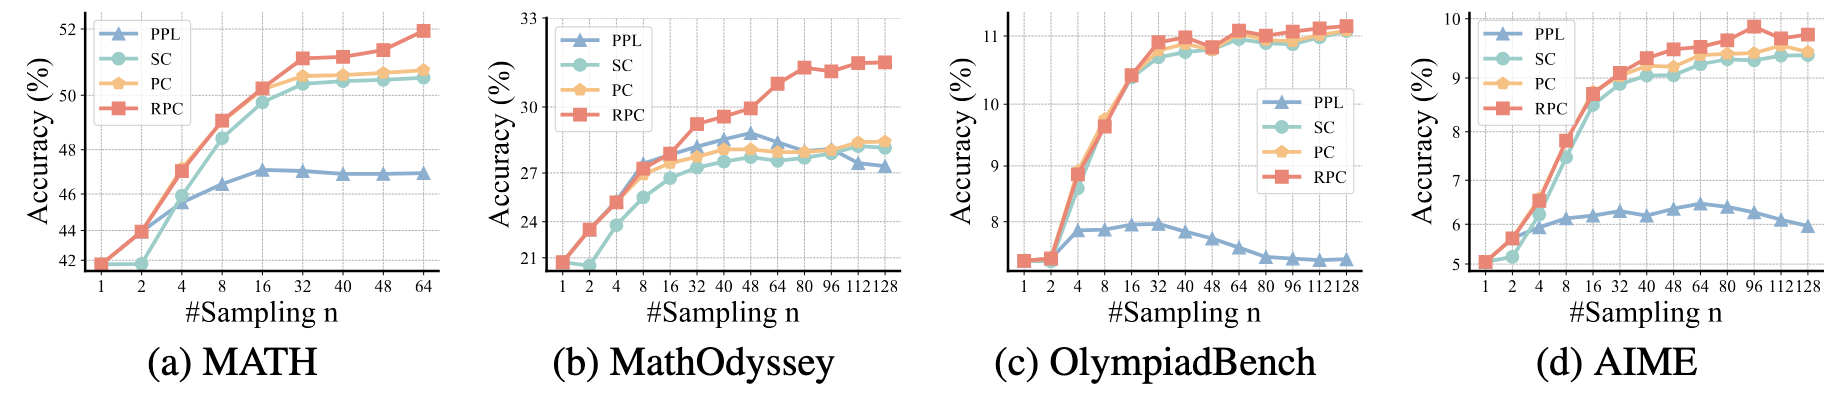 52
50
48
46
44
42
Accuracy (%)
PPL
SC
PC
RPC
1 2 4 8 16 32 40 48 64
#Sampling n
(a) MATH
33
30
27
24
21
Accuracy (%)
PPL
SC
PC
RPC
1 2 4 8 16 32 40 48 64 80 96 112 128
#Sampling n
(b) MathOdyssey
11
10
9
8
Accuracy (%)
PPL
SC
PC
RPC
1 2 4 8 16 32 40 48 64 80 96 112 128
#Sampling n
(c) OlympiadBench
10
9
8
7
6
5
Accuracy (%)
PPL
SC
PC
RPC
1 2 4 8 16 32 40 48 64 80 96 112 128
#Sampling n
(d) AIME